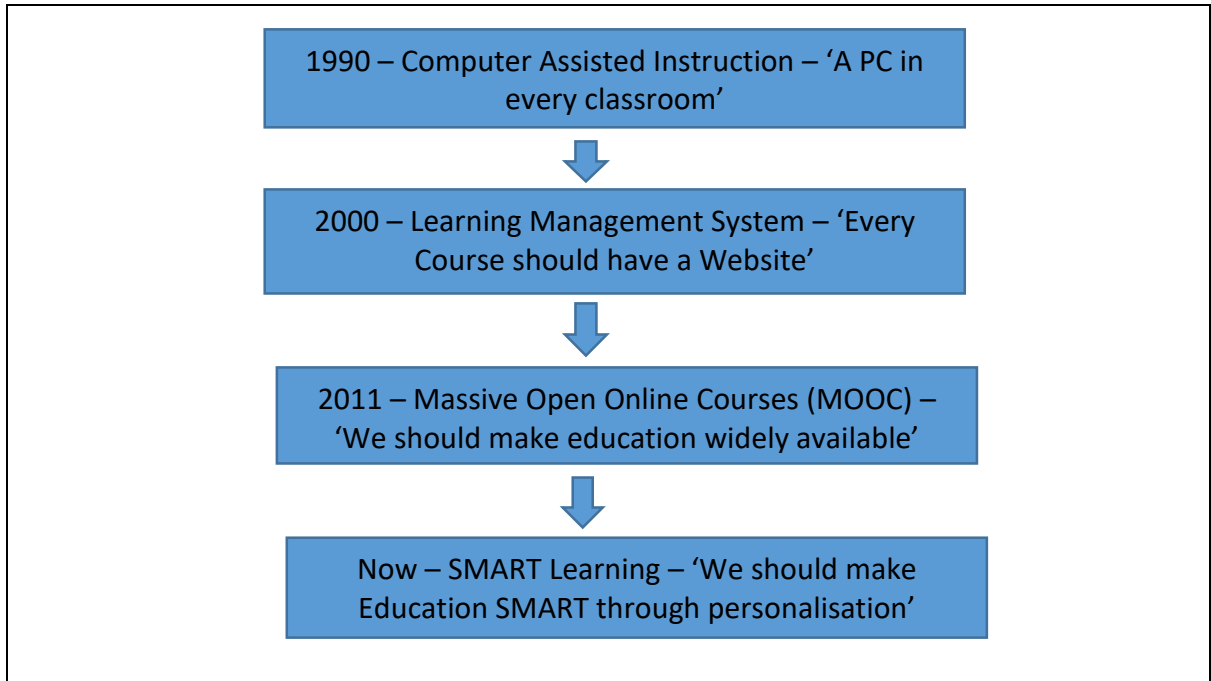 1990 – Computer Assisted Instruction – ‘A PC in
every classroom’
2000 – Learning Management System – ‘Every
Course should have a Website’
2011 – Massive Open Online Courses (MOOC) –
‘We should make education widely available’
Now – SMART Learning – ‘We should make
Education SMART through personalisation’